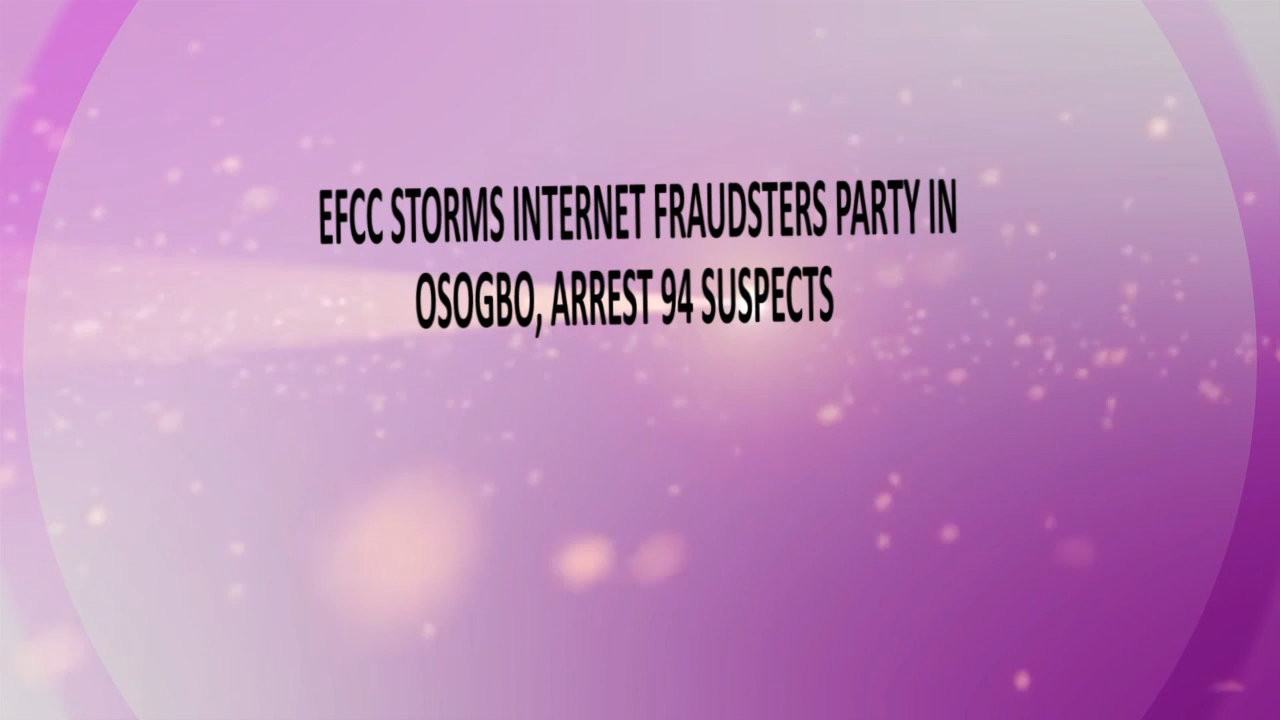 EFCC STORMS INTERNET FRAUDSTERS PARTY IN
OSOGBO, ARREST 94 SUSPECTS